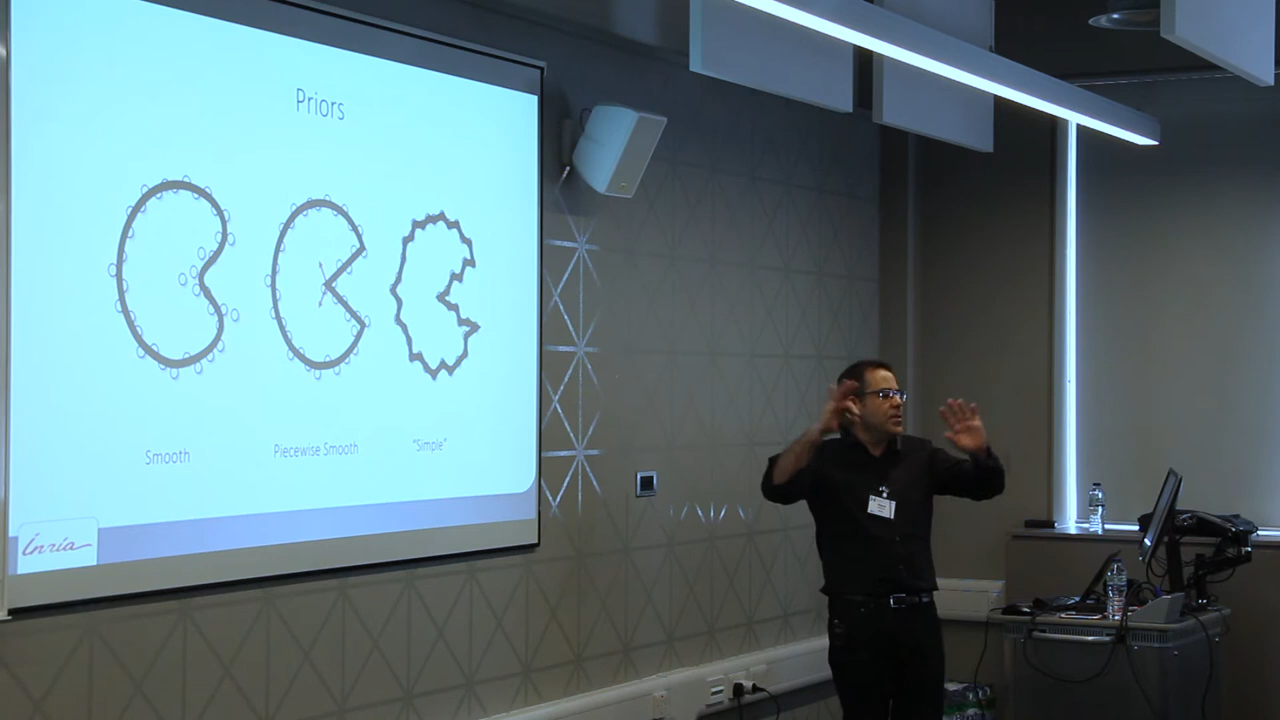 Priors
Smooth
Piecewise Smooth
"Simple"
Inria